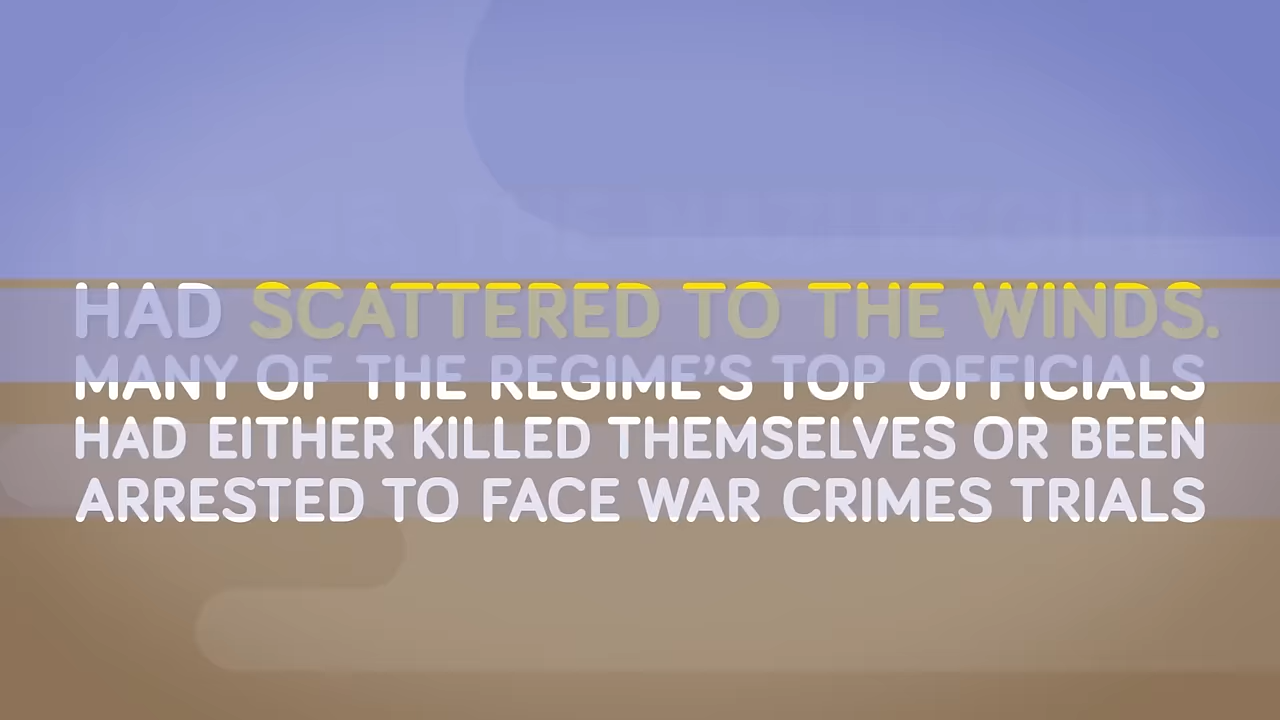 HAD SCATTERED TO THE WINDS.
MANY OF THE REGIME'S TOP OFFICIALS
HAD EITHER KILLED THEMSELVES OR BEEN
ARRESTED TO FACE WAR CRIMES TRIALS